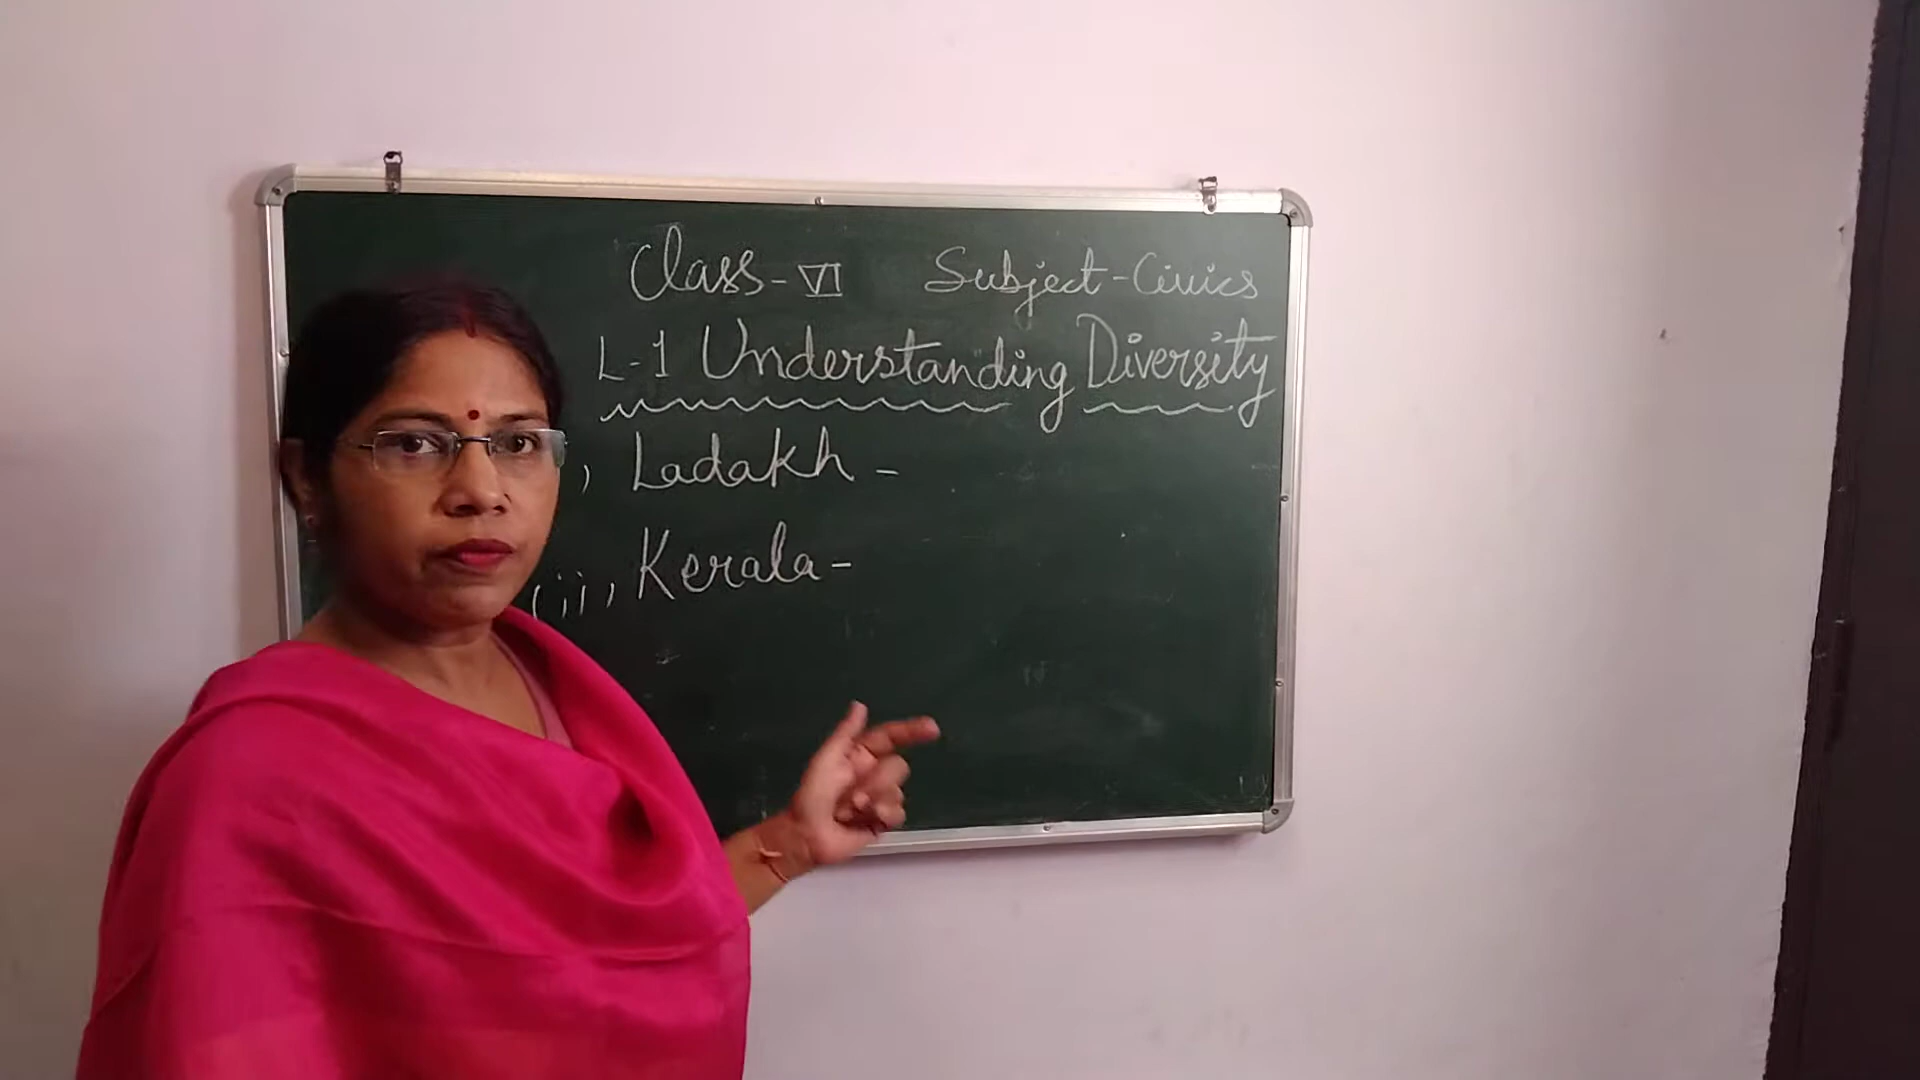 Class-VI Subject-Civics
L-1 Understanding Diversity
) Ladakh -
(ii) Kerala -